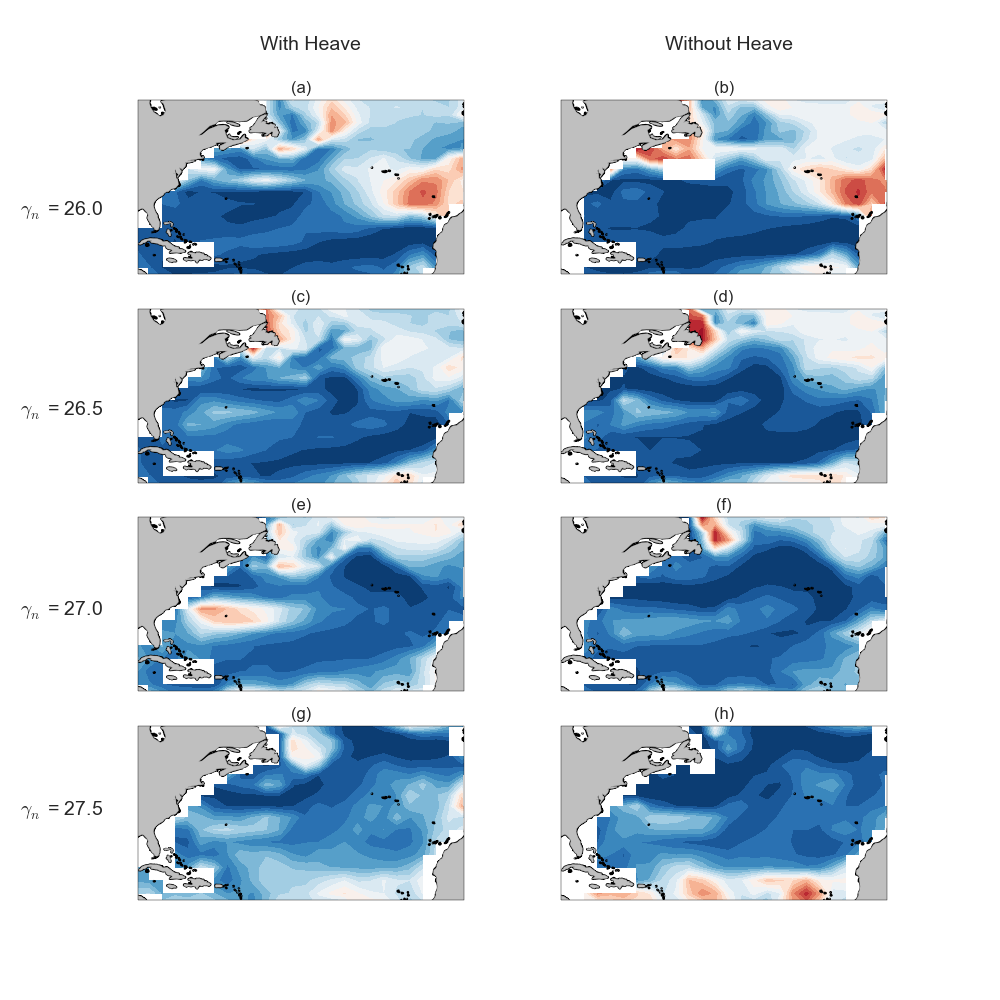 With Heave Without Heave
(a) (b)
γₙ = 26.0
(c) (d)
γₙ = 26.5
(e) (f)
γₙ = 27.0
(g) (h)
γₙ = 27.5